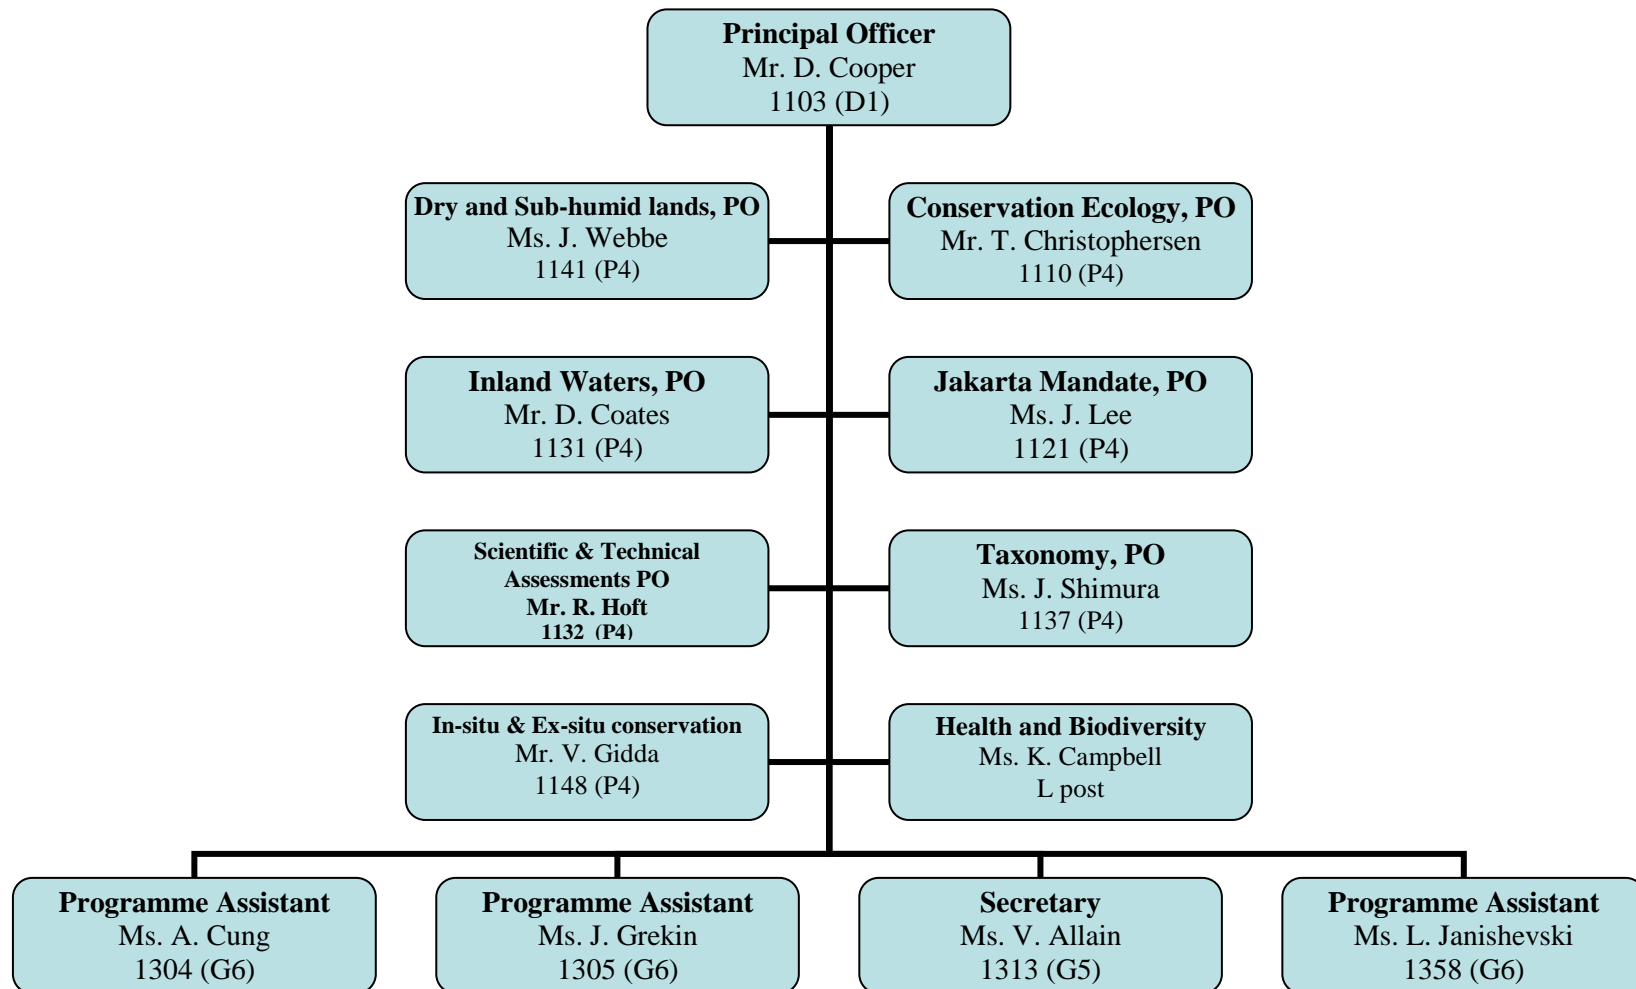 Principal Officer
Mr. D. Cooper
1103 (D1)
Dry and Sub-humid lands, PO
Ms. J. Webbe
1141 (P4)
Conservation Ecology, PO
Mr. T. Christophersen
1110 (P4)
Inland Waters, PO
Mr. D. Coates
1131 (P4)
Jakarta Mandate, PO
Ms. J. Lee
1121 (P4)
Scientific & Technical
Assessments PO
Mr. R. Hoft
1132 (P4)
Taxonomy, PO
Ms. J. Shimura
1137 (P4)
In-situ & Ex-situ conservation
Mr. V. Gidda
1148 (P4)
Health and Biodiversity
Ms. K. Campbell
L post
Programme Assistant
Ms. A. Cung
1304 (G6)
Programme Assistant
Ms. J. Grekin
1305 (G6)
Secretary
Ms. V. Allain
1313 (G5)
Programme Assistant
Ms. L. Janishevski
1358 (G6)